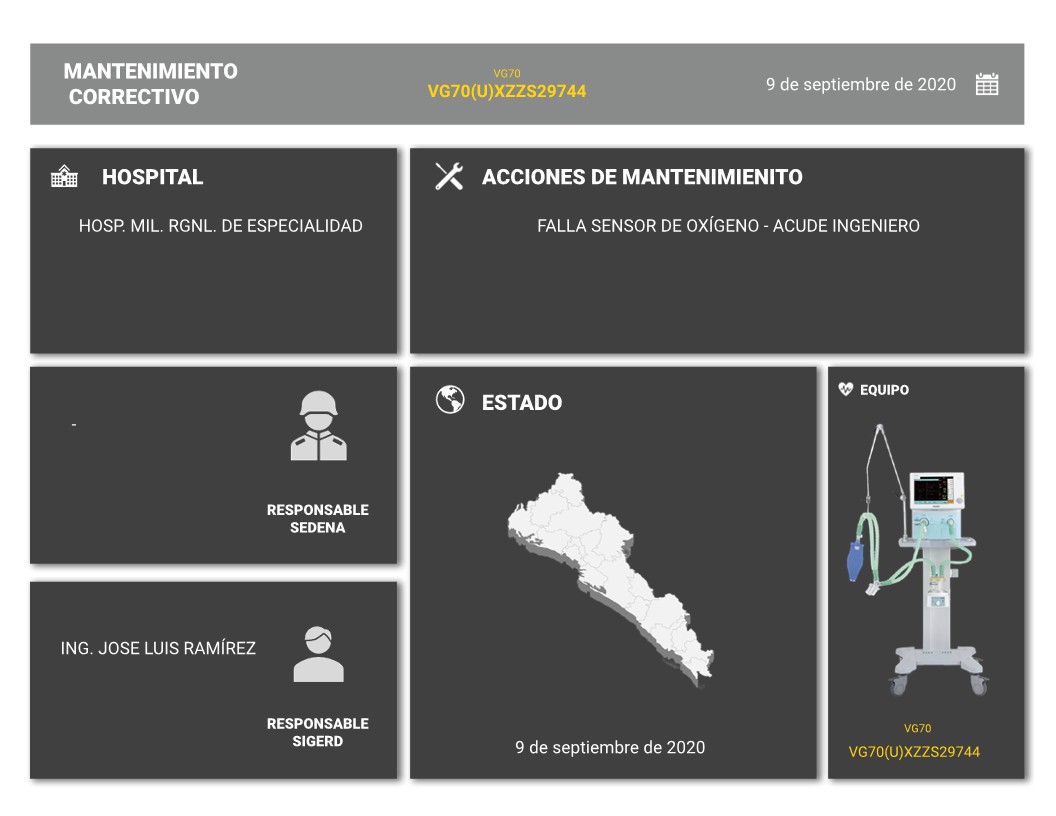 MANTENIMIENTO
CORRECTIVO
VG70
VG70(U)XZZS29744
9 de septiembre de 2020
HOSPITAL
HOSP. MIL. RGNL. DE ESPECIALIDAD
ACCIONES DE MANTENIMIENITO
FALLA SENSOR DE OXÍGENO - ACUDE INGENIERO
-
RESPONSABLE
SEDENA
ING. JOSE LUIS RAMÍREZ
RESPONSABLE
SIGERD
ESTADO
9 de septiembre de 2020
EQUIPO
VG70
VG70(U)XZZS29744